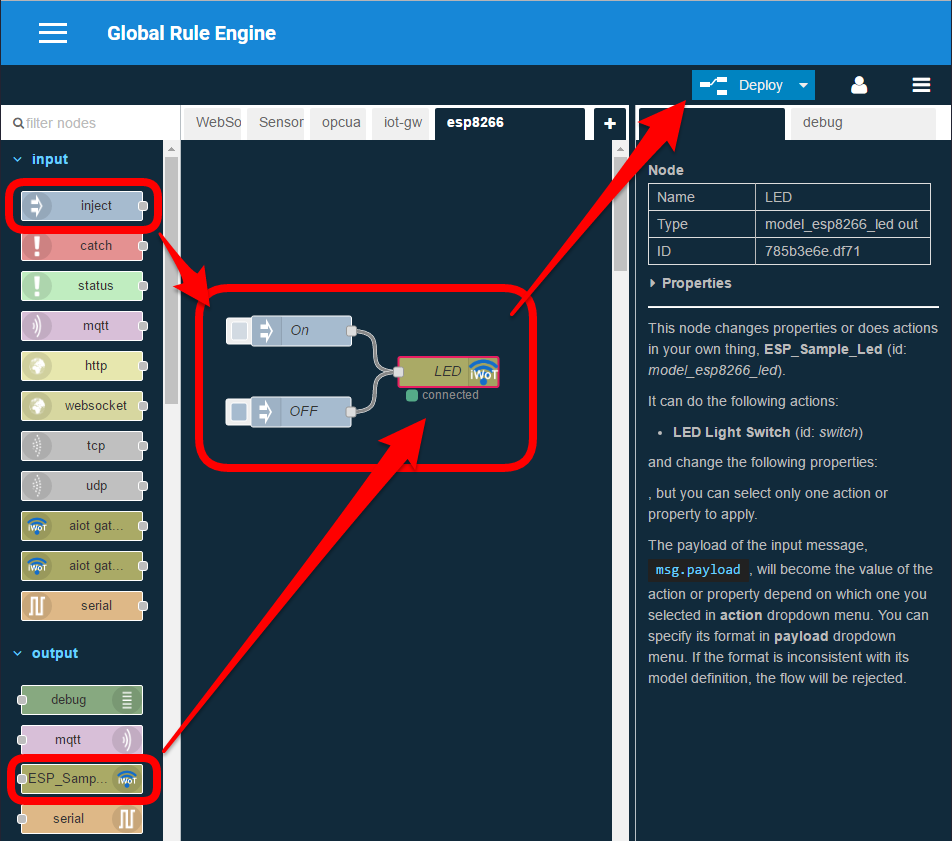 Global Rule Engine
Deploy
filter nodes
WebSo
Sensor
opcua
iot-gw
esp8266
+
debug
input
inject
catch
status
mqtt
http
websocket
tcp
udp
iWoT aiot gat...
iWoT aiot gat...
serial
output
debug
mqtt
ESP_Samp... iWoT
serial
On
OFF
LED iWoT
connected
Node
Name LED
Type model_esp8266_led out
ID 785b3e6e.df71
Properties
This node changes properties or does actions
in your own thing, ESP_Sample_Led (id:
model_esp8266_led).
It can do the following actions:
• LED Light Switch (id: switch)
and change the following properties:
, but you can select only one action or
property to apply.
The payload of the input message,
msg.payload , will become the value of the
action or property depend on which one you
selected in action dropdown menu. You can
specify its format in payload dropdown
menu. If the format is inconsistent with its
model definition, the flow will be rejected.